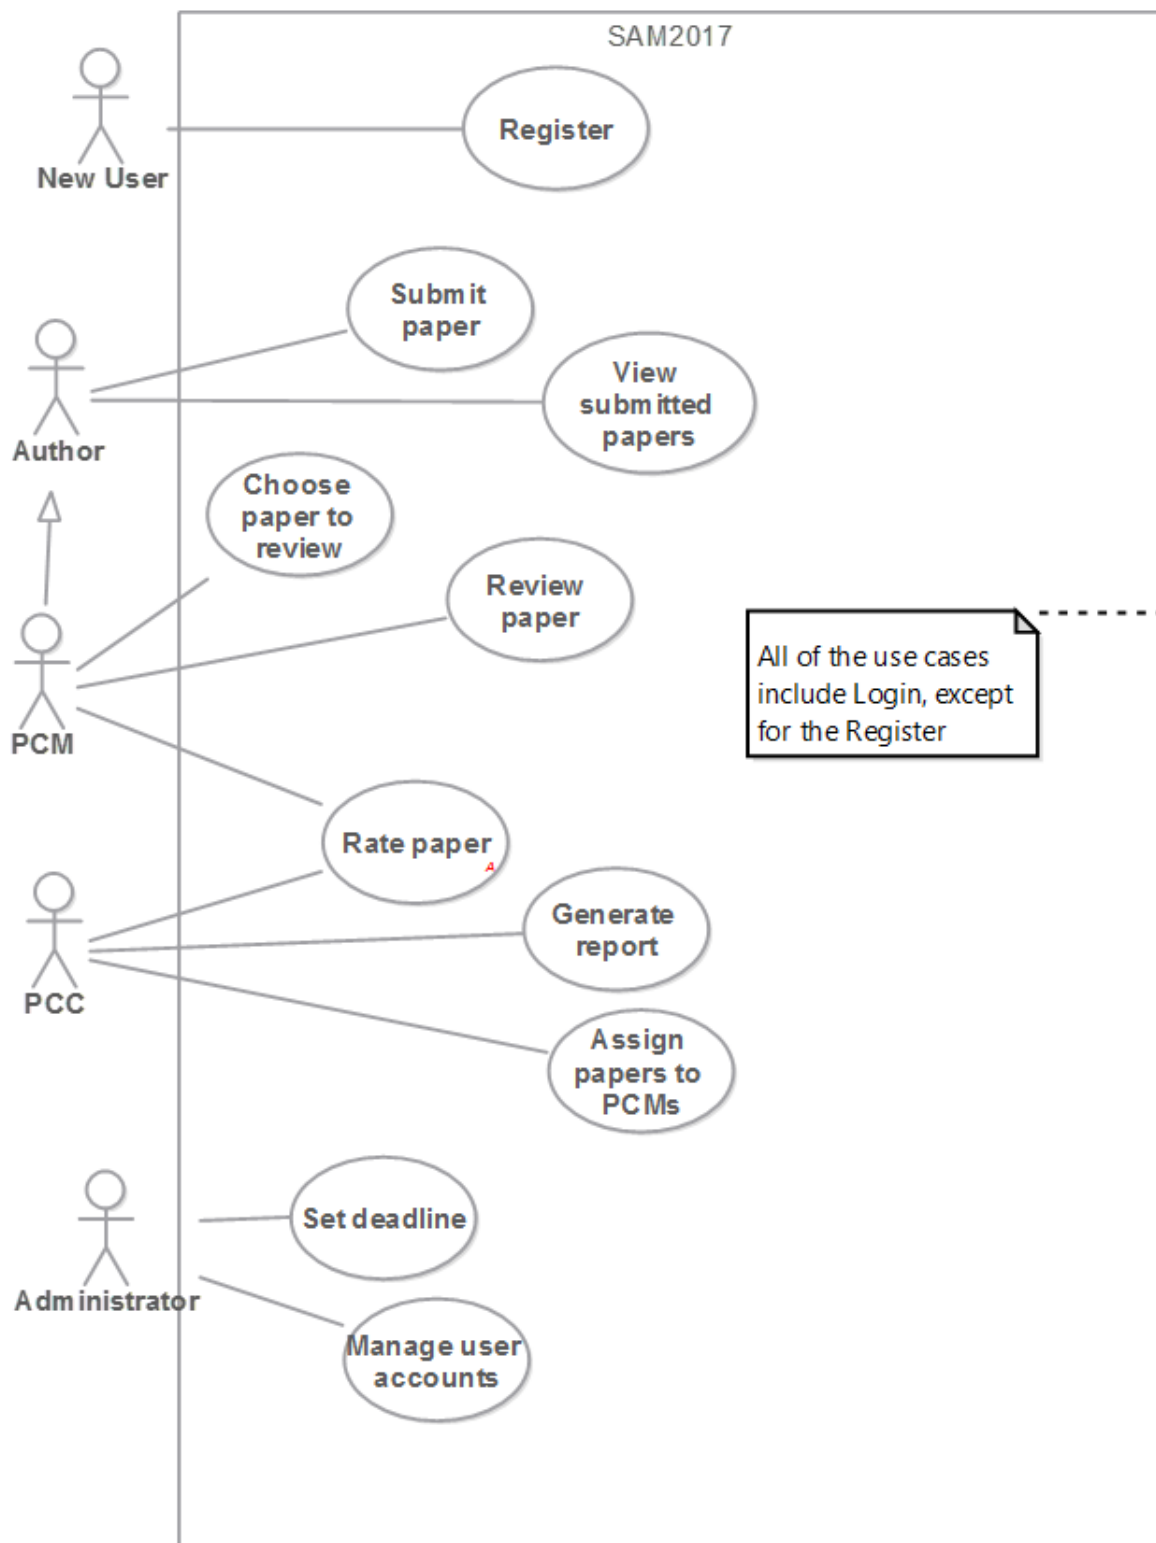 SAM2017
New User
Register
Submit
paper
Author
View
submitted
papers
Choose
paper to
review
Review
paper
PCM
All of the use cases
include Login, except
for the Register
Rate paper
A
PCC
Generate
report
Assign
papers to
PCMs
Administrator
Set deadline
Manage user
accounts